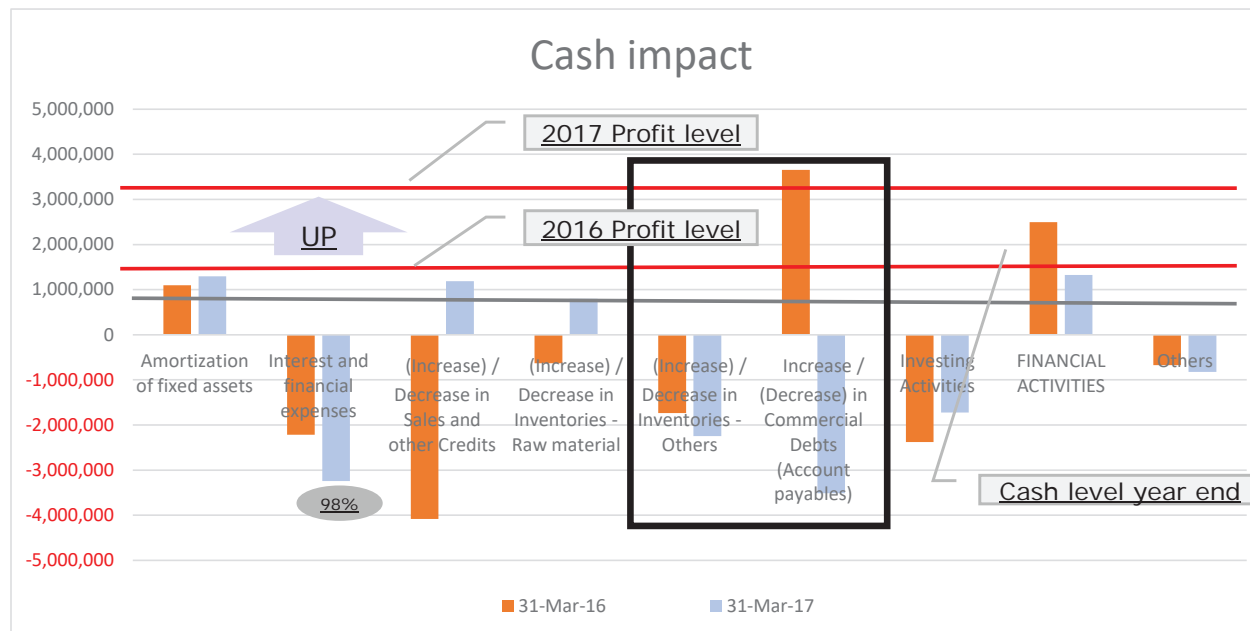 Cash impact
5,000,000
4,000,000
3,000,000
2,000,000
1,000,000
0
-1,000,000
-2,000,000
-3,000,000
-4,000,000
-5,000,000
2017 Profit level
2016 Profit level
UP
98%
Cash level year end
Amortization
of fixed assets
Interest and
financial
expenses
(Increase) /
Decrease in
Sales and
other Credits
(Increase) /
Decrease in
Inventories -
Raw material
(Increase) /
Decrease in
Inventories -
Others
Increase /
(Decrease) in
Commercial
Debts
(Account
payables)
Investing
Activities
FINANCIAL
ACTIVITIES
Others
31-Mar-16
31-Mar-17